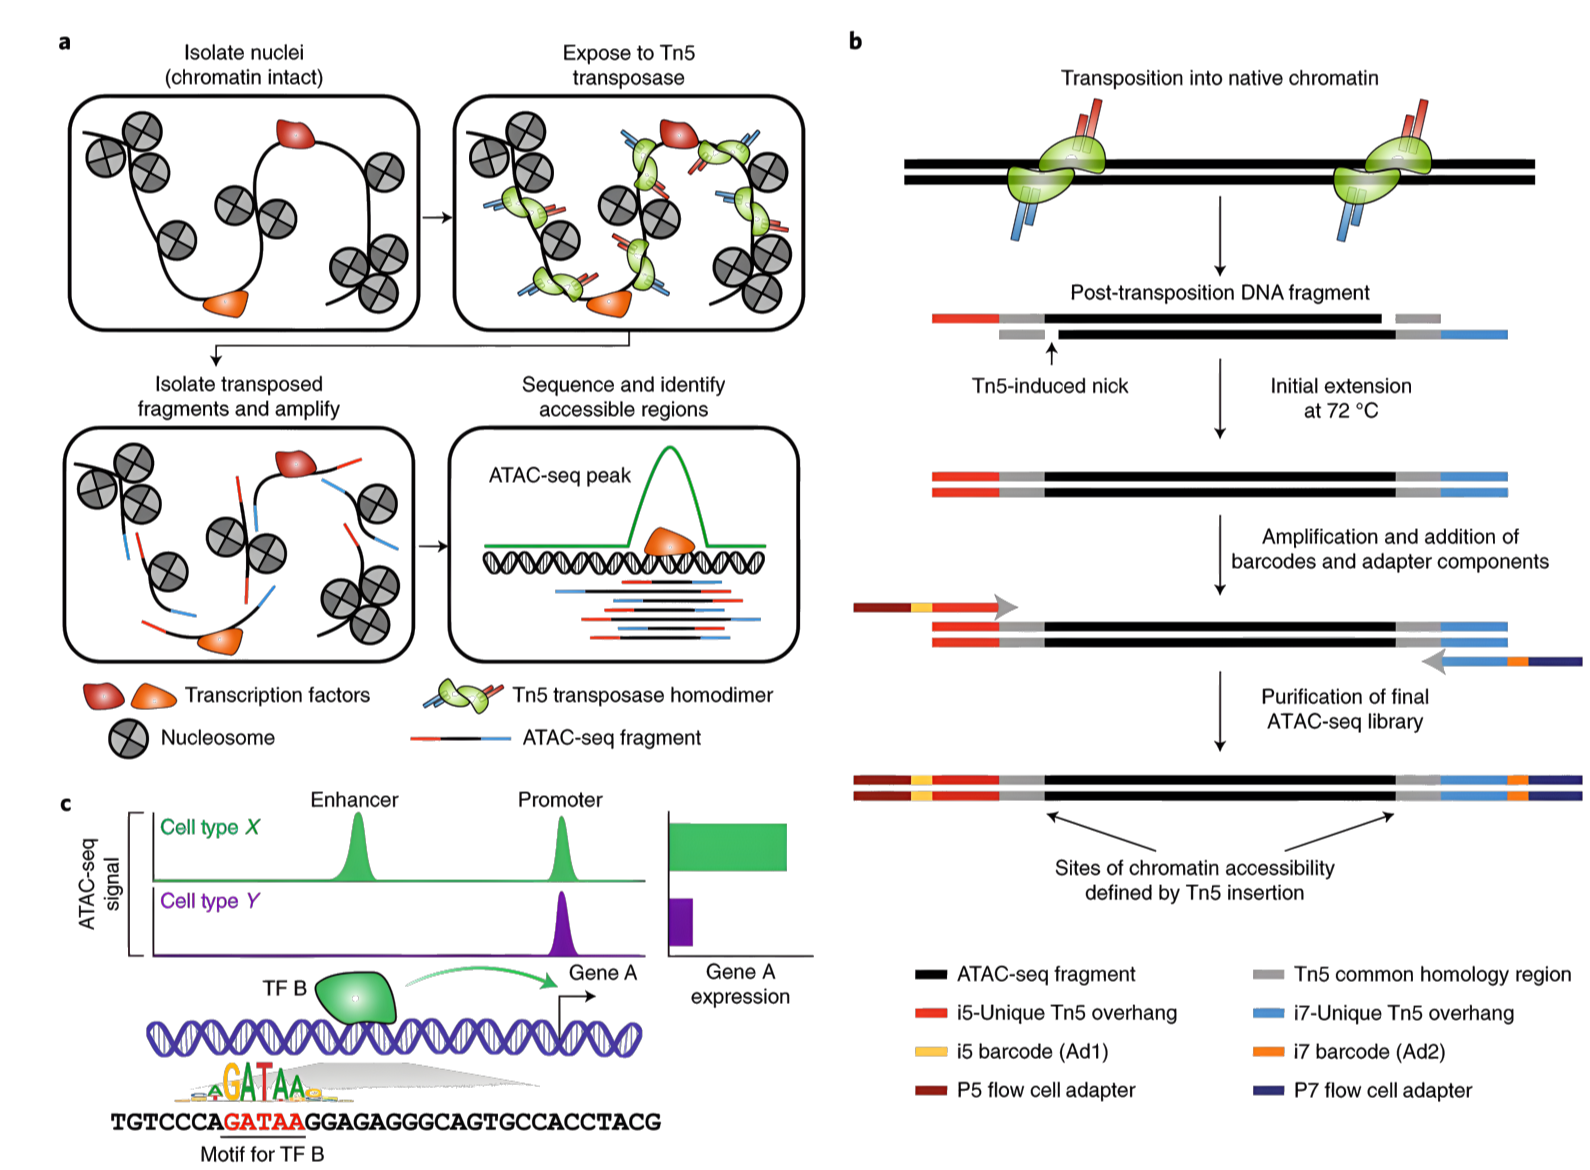 a
Isolate nuclei
(chromatin intact)
Expose to Tn5
transposase
Isolate transposed
fragments and amplify
Sequence and identify
accessible regions
ATAC-seq peak
Transcription factors
Tn5 transposase homodimer
Nucleosome
ATAC-seq fragment
b
Transposition into native chromatin
Post-transposition DNA fragment
Tn5-induced nick
Initial extension
at 72 °C
Amplification and addition of
barcodes and adapter components
Purification of final
ATAC-seq library
Sites of chromatin accessibility
defined by Tn5 insertion
ATAC-seq fragment
Tn5 common homology region
i5-Unique Tn5 overhang
i7-Unique Tn5 overhang
i5 barcode (Ad1)
i7 barcode (Ad2)
P5 flow cell adapter
P7 flow cell adapter
c
Enhancer
Promoter
ATAC-seq
signal
Cell type X
Cell type Y
TF B
Gene A
Gene A
expression
GATAA
TGTCCCAGATAAGGAGAGGGCAGTGCCACCTACG
Motif for TF B